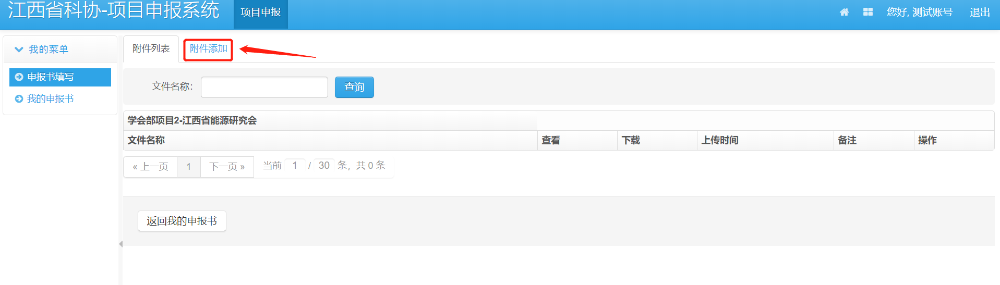 江西省科协-项目申报系统 项目申报 您好, 测试账号 退出
我的菜单
申报书填写
我的申报书
附件列表 附件添加
文件名称： 查询
学会部项目2-江西省能源研究会
文件名称 查看 下载 上传时间 备注 操作
« 上一页 1 下一页 » 当前 1 / 30 条，共 0 条
返回我的申报书